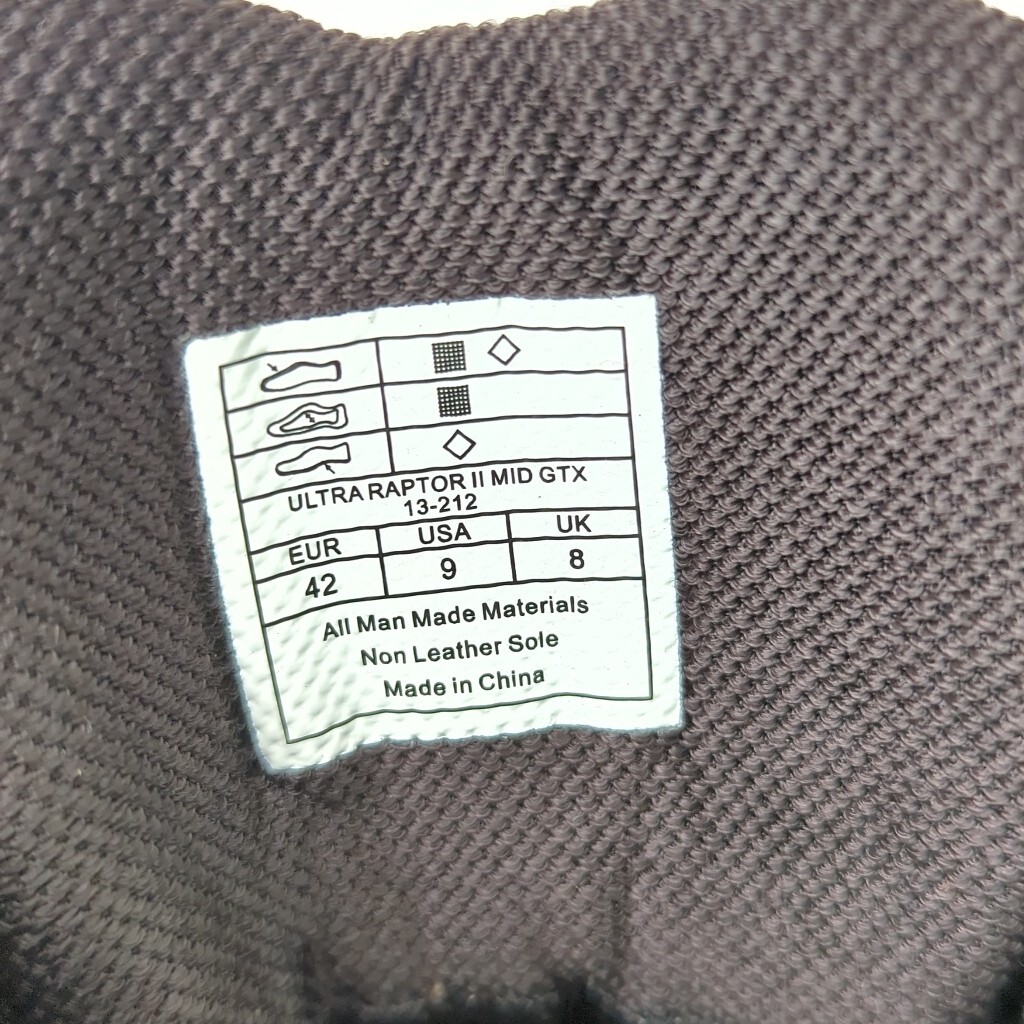 ULTRA RAPTOR II MID GTX
13-212
EUR USA UK
42 9 8
All Man Made Materials
Non Leather Sole
Made in China